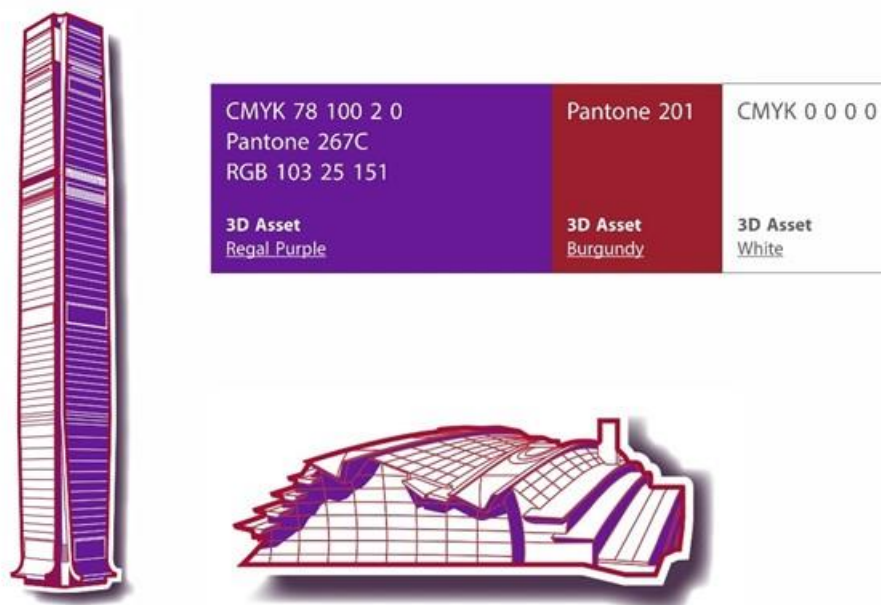 CMYK 78 100 2 0
Pantone 267C
RGB 103 25 151
3D Asset
Regal Purple
Pantone 201
3D Asset
Burgundy
CMYK 0 0 0 0
3D Asset
White